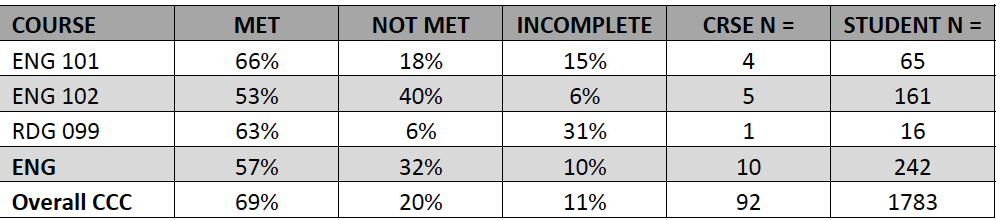 COURSE MET NOT MET INCOMPLETE CRSE N = STUDENT N =
ENG 101 66% 18% 15% 4 65
ENG 102 53% 40% 6% 5 161
RDG 099 63% 6% 31% 1 16
ENG 57% 32% 10% 10 242
Overall CCC 69% 20% 11% 92 1783